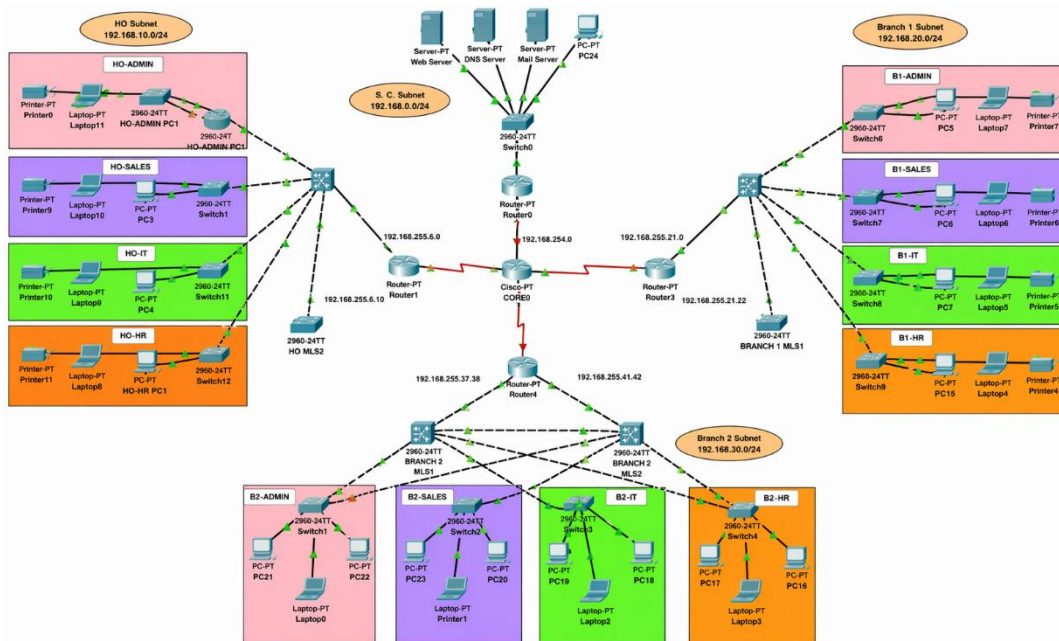 HO Subnet
192.168.10.0/24
HO-ADMIN
Printer-PT
Printer0
Laptop-PT
Laptop11
2960-24TT
HO-ADMIN PC1
2960-24T
HO-ADMIN PC1
HO-SALES
Printer-PT
Printer9
Laptop-PT
Laptop10
PC-PT
PC3
2960-24TT
Switch1
HO-IT
Printer-PT
Printer10
Laptop-PT
Laptop9
PC-PT
PC4
2960-24TT
Switch11
HO-HR
Printer-PT
Printer11
Laptop-PT
Laptop8
PC-PT
HO-HR PC1
2960-24TT
Switch12
Server-PT
Web Server
Server-PT
DNS Server
Server-PT
Mail Server
PC-PT
PC24
S. C. Subnet
192.168.0.0/24
2960-24TT
Switch0
Router-PT
Router0
192.168.254.0
192.168.255.6.0
Router-PT
Router1
192.168.255.6.10
2960-24TT
HO MLS2
Cisco-PT
CORE0
192.168.255.21.0
Router-PT
Router3
192.168.255.21.22
2960-24TT
BRANCH 1 MLS1
Branch 1 Subnet
192.168.20.0/24
B1-ADMIN
2960-24TT
Switch6
PC-PT
PC5
Laptop-PT
Laptop7
Printer-PT
Printer7
B1-SALES
2960-24TT
Switch7
PC-PT
PC6
Laptop-PT
Laptop6
Printer-PT
Printer6
B1-IT
2960-24TT
Switch8
PC-PT
PC7
Laptop-PT
Laptop5
Printer-PT
Printer5
B1-HR
2960-24TT
Switch9
PC-PT
PC15
Laptop-PT
Laptop4
Printer-PT
Printer4
Router-PT
Router4
192.168.255.37.38
192.168.255.41.42
2960-24TT
BRANCH 2
MLS1
2960-24TT
BRANCH 2
MLS2
Branch 2 Subnet
192.168.30.0/24
B2-ADMIN
2960-24TT
Switch1
PC-PT
PC21
PC-PT
PC22
Laptop-PT
Laptop0
B2-SALES
2960-24TT
Switch2
PC-PT
PC23
PC-PT
PC20
Laptop-PT
Printer1
B2-IT
2960-24TT
Switch3
PC-PT
PC19
PC-PT
PC18
Laptop-PT
Laptop2
B2-HR
2960-24TT
Switch4
PC-PT
PC17
PC-PT
PC16
Laptop-PT
Laptop3